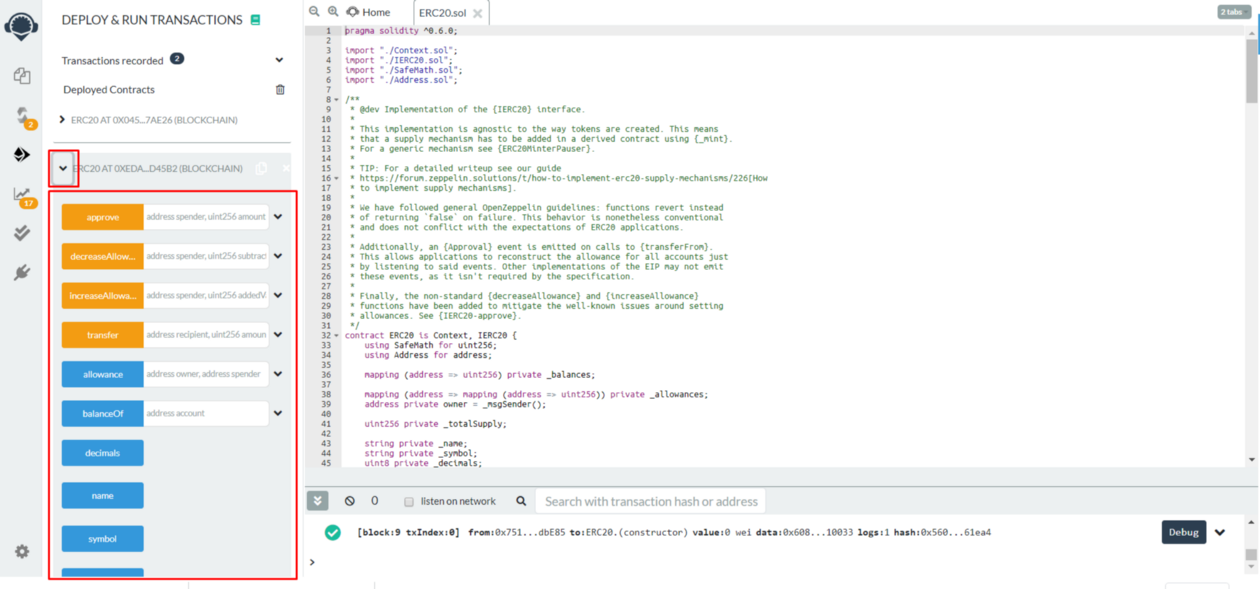 DEPLOY & RUN TRANSACTIONS
Transactions recorded 2
Deployed Contracts
ERC20 AT 0X045...7AE26 (BLOCKCHAIN)
ERC20 AT 0XEDA...D45B2 (BLOCKCHAIN)
approve address spender, uint256 amount
decreaseAllow... address spender, uint256 subtrac
increaseAllowa... address spender, uint256 addedV
transfer address recipient, uint256 amoun
allowance address owner, address spender
balanceOf address account
decimals
name
symbol
2
17
Home
ERC20.sol
2 tabs
1 pragma solidity ^0.6.0;
2
3 import "./Context.sol";
4 import "./IERC20.sol";
5 import "./SafeMath.sol";
6 import "./Address.sol";
7
8 /**
9 * @dev Implementation of the {IERC20} interface.
10 *
11 * This implementation is agnostic to the way tokens are created. This means
12 * that a supply mechanism has to be added in a derived contract using {_mint}.
13 * For a generic mechanism see {ERC20MinterPauser}.
14 *
15 * TIP: For a detailed writeup see our guide
16 * https://forum.zeppelin.solutions/t/how-to-implement-erc20-supply-mechanisms/226[How
17 * to implement supply mechanisms].
18 *
19 * We have followed general OpenZeppelin guidelines: functions revert instead
20 * of returning `false` on failure. This behavior is nonetheless conventional
21 * and does not conflict with the expectations of ERC20 applications.
22 *
23 * Additionally, an {Approval} event is emitted on calls to {transferFrom}.
24 * This allows applications to reconstruct the allowance for all accounts just
25 * by listening to said events. Other implementations of the EIP may not emit
26 * these events, as it isn't required by the specification.
27 *
28 * Finally, the non-standard {decreaseAllowance} and {increaseAllowance}
29 * functions have been added to mitigate the well-known issues around setting
30 * allowances. See {IERC20-approve}.
31 */
32 contract ERC20 is Context, IERC20 {
33 using SafeMath for uint256;
34 using Address for address;
35
36 mapping (address => uint256) private _balances;
37
38 mapping (address => mapping (address => uint256)) private _allowances;
39 address private owner = _msgSender();
40
41 uint256 private _totalSupply;
42
43 string private _name;
44 string private _symbol;
45 uint8 private _decimals;
0 listen on network Search with transaction hash or address
[block:9 txIndex:0] from:0x751...dbE85 to:ERC20.(constructor) value:0 wei data:0x608...10033 logs:1 hash:0x560...61ea4 Debug
>